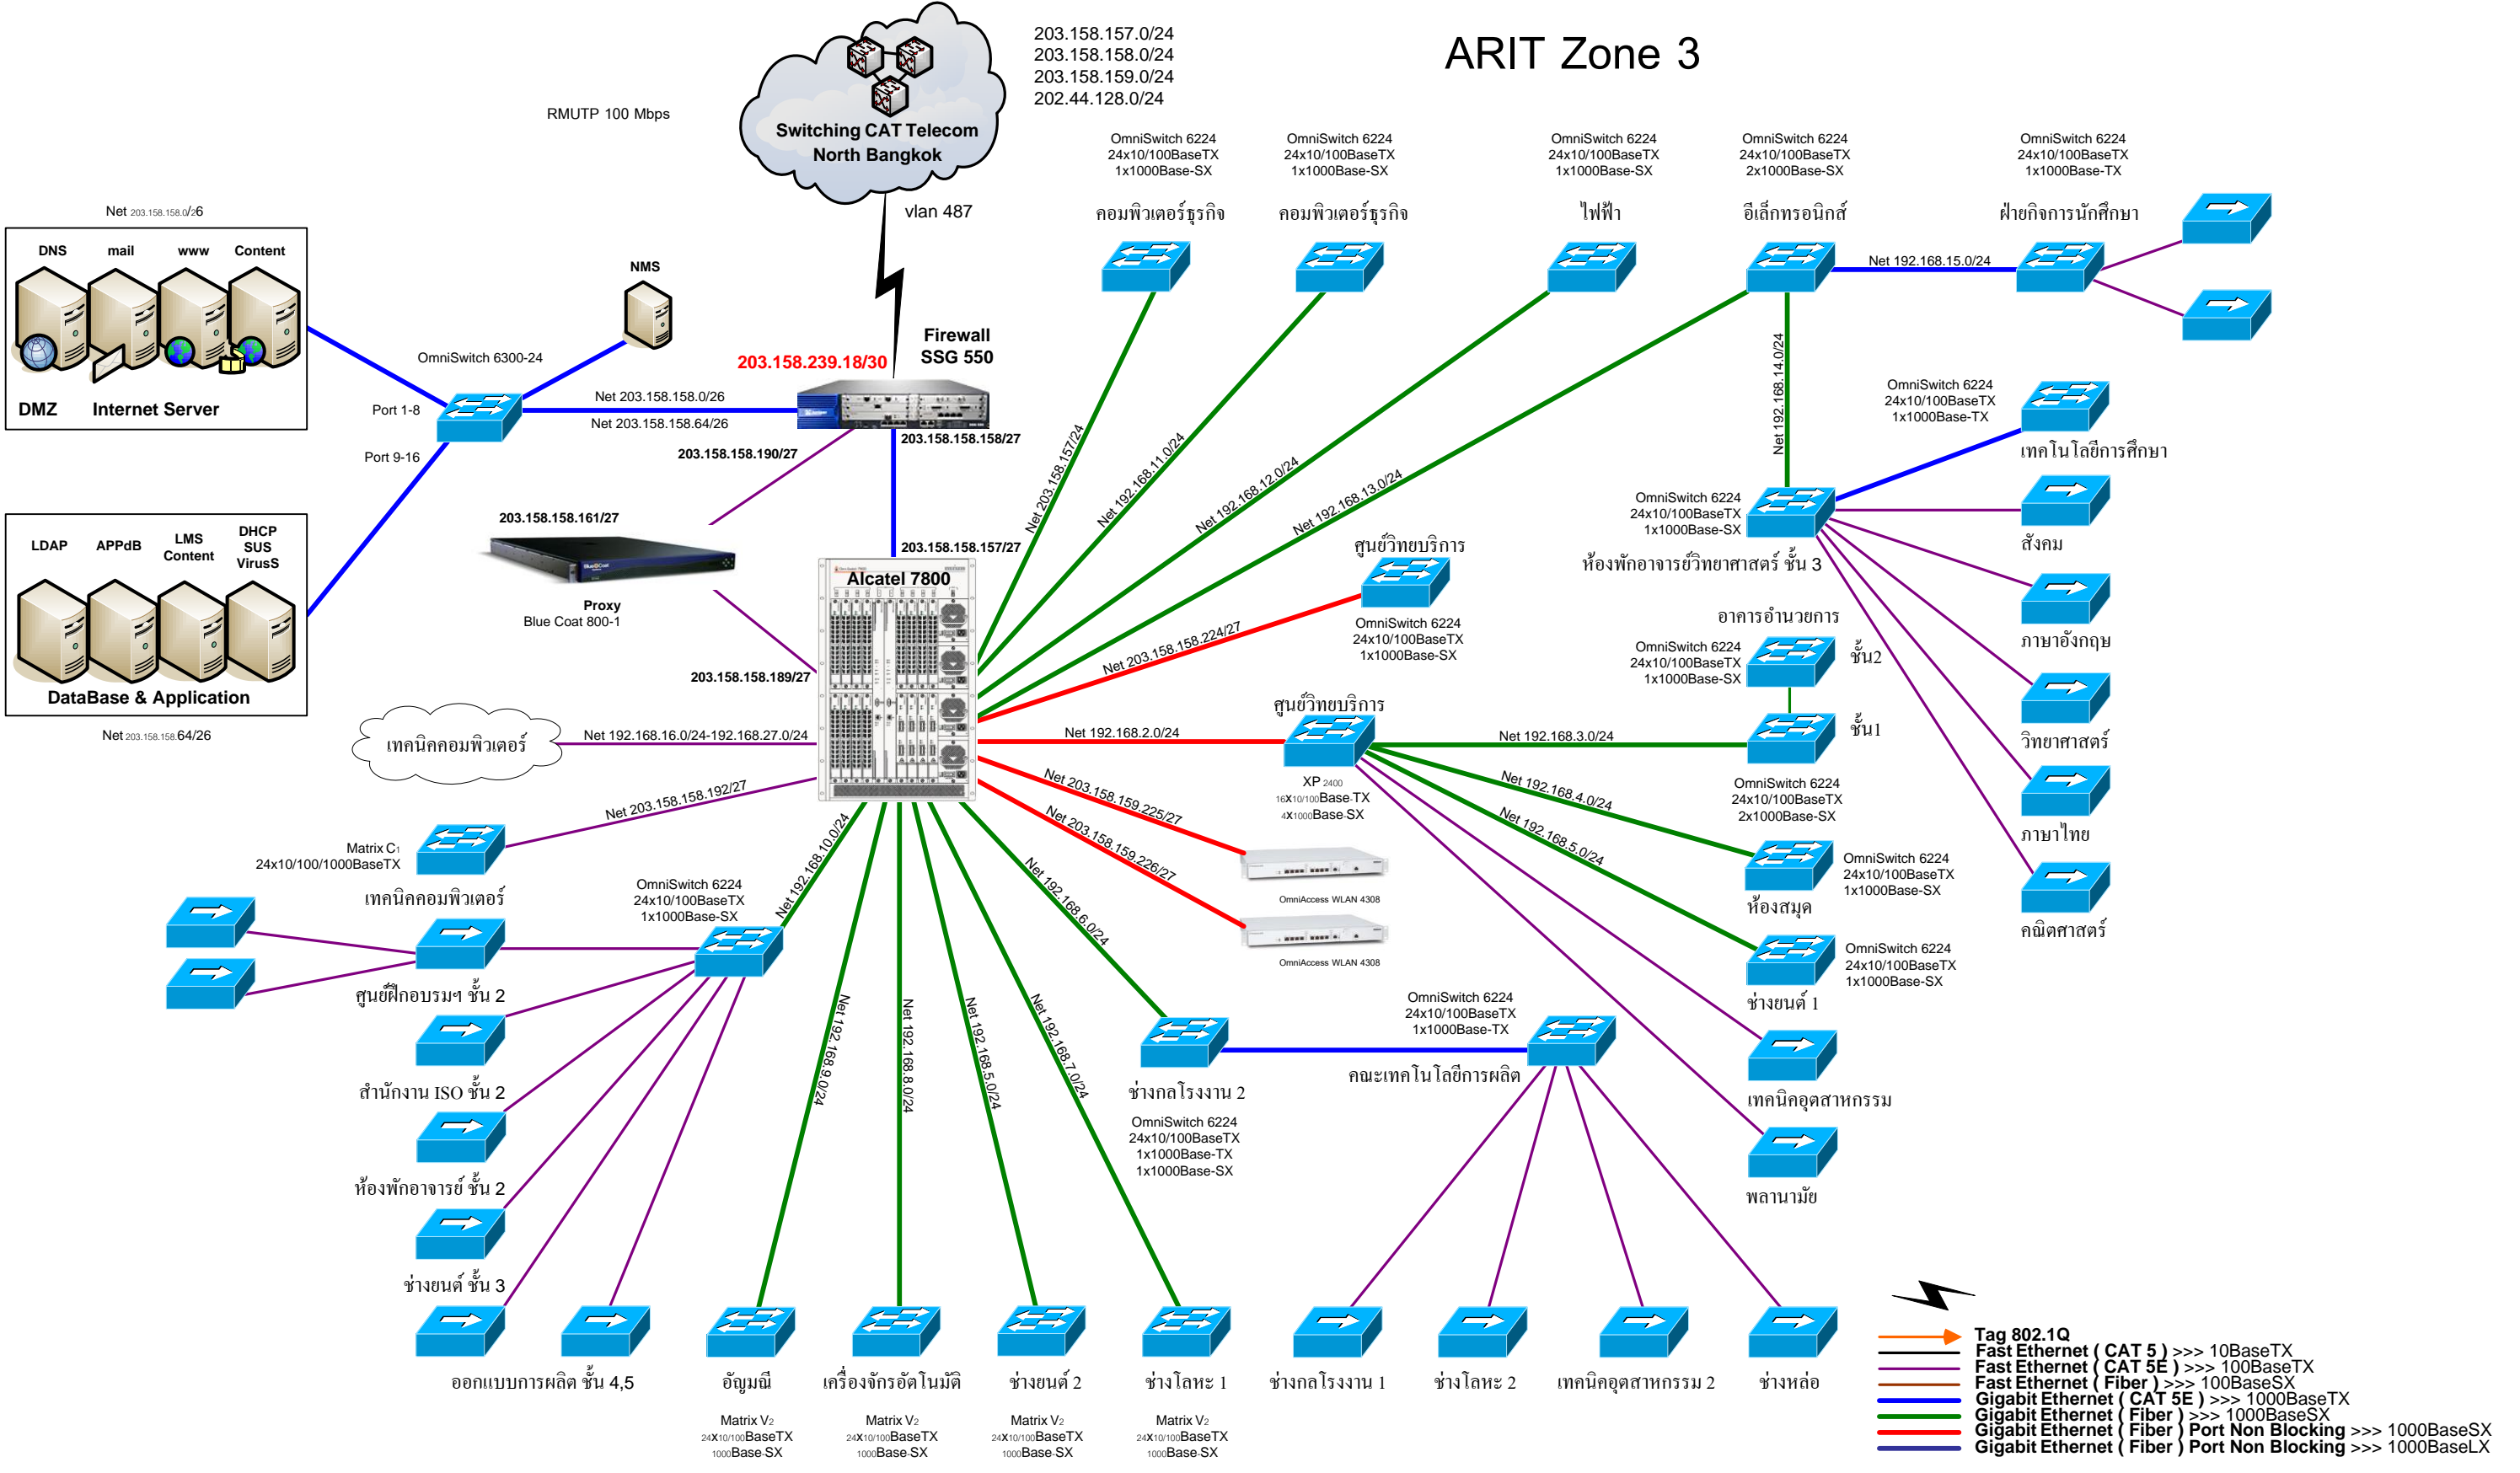 ARIT Zone 3
203.158.157.0/24
203.158.158.0/24
203.158.159.0/24
202.44.128.0/24
RMUTP 100 Mbps
Switching CAT Telecom
North Bangkok
vlan 487
OmniSwitch 6224
24x10/100BaseTX
1x1000Base-SX
คอมพิวเตอร์ธุรกิจ
OmniSwitch 6224
24x10/100BaseTX
1x1000Base-SX
คอมพิวเตอร์ธุรกิจ
OmniSwitch 6224
24x10/100BaseTX
1x1000Base-SX
ไฟฟ้า
OmniSwitch 6224
24x10/100BaseTX
2x1000Base-SX
อีเล็กทรอนิกส์
OmniSwitch 6224
24x10/100BaseTX
1x1000Base-TX
ฝ่ายกิจการนักศึกษา
Net 192.168.15.0/24
Net 203.158.158.0/26
DNS
mail
www
Content
DMZ
Internet Server
NMS
OmniSwitch 6300-24
Port 1-8
Port 9-16
Net 203.158.158.0/26
Net 203.158.158.64/26
203.158.239.18/30
Firewall
SSG 550
203.158.158.158/27
203.158.158.190/27
203.158.158.161/27
Blue Coat
Proxy
Blue Coat 800-1
203.158.158.157/27
Alcatel 7800
203.158.158.189/27
LDAP
APPdB
LMS
Content
DHCP
SUS
VirusS
DataBase & Application
Net 203.158.158.64/26
เทคนิคคอมพิวเตอร์
Net 192.168.16.0/24-192.168.27.0/24
Net 203.158.158.192/27
Matrix C1
24x10/100/1000BaseTX
เทคนิคคอมพิวเตอร์
Net 203.158.157/24
Net 192.168.11.0/24
Net 192.168.12.0/24
Net 192.168.13.0/24
Net 192.168.14.0/24
OmniSwitch 6224
24x10/100BaseTX
1x1000Base-TX
เทคโนโลยีการศึกษา
OmniSwitch 6224
24x10/100BaseTX
1x1000Base-SX
ห้องพักอาจารย์วิทยาศาสตร์ ชั้น 3
สังคม
ภาษาอังกฤษ
วิทยาศาสตร์
ภาษาไทย
คณิตศาสตร์
ศูนย์วิทยบริการ
OmniSwitch 6224
24x10/100BaseTX
1x1000Base-SX
Net 203.158.158.224/27
อาคารอำนวยการ
OmniSwitch 6224
24x10/100BaseTX
1x1000Base-SX
ชั้น2
ชั้น1
OmniSwitch 6224
24x10/100BaseTX
2x1000Base-SX
ศูนย์วิทยบริการ
Net 192.168.2.0/24
XP 2400
16x10/100Base-TX
4x1000Base-SX
Net 192.168.3.0/24
Net 192.168.4.0/24
Net 192.168.5.0/24
OmniSwitch 6224
24x10/100BaseTX
1x1000Base-SX
ห้องสมุด
OmniSwitch 6224
24x10/100BaseTX
1x1000Base-SX
ช่างยนต์ 1
เทคนิคอุตสาหกรรม
พลานามัย
Net 203.158.159.225/27
Net 203.158.159.226/27
OmniAccess WLAN 4308
OmniAccess WLAN 4308
Net 192.168.10.0/24
OmniSwitch 6224
24x10/100BaseTX
1x1000Base-SX
ศูนย์ฝึกอบรมฯ ชั้น 2
สำนักงาน ISO ชั้น 2
ห้องพักอาจารย์ ชั้น 2
ช่างยนต์ ชั้น 3
ออกแบบการผลิต ชั้น 4,5
Net 192.168.9.0/24
Net 192.168.8.0/24
Net 192.168.5.0/24
Net 192.168.7.0/24
Net 192.168.6.0/24
ช่างกลโรงงาน 2
OmniSwitch 6224
24x10/100BaseTX
1x1000Base-TX
1x1000Base-SX
OmniSwitch 6224
24x10/100BaseTX
1x1000Base-TX
คณะเทคโนโลยีการผลิต
อัญมณี
Matrix V2
24x10/100BaseTX
1000Base-SX
เครื่องจักรอัตโนมัติ
Matrix V2
24x10/100BaseTX
1000Base-SX
ช่างยนต์ 2
Matrix V2
24x10/100BaseTX
1000Base-SX
ช่างโลหะ 1
Matrix V2
24x10/100BaseTX
1000Base-SX
ช่างกลโรงงาน 1
ช่างโลหะ 2
เทคนิคอุตสาหกรรม 2
ช่างหล่อ
Tag 802.1Q
Fast Ethernet ( CAT 5 ) >>> 10BaseTX
Fast Ethernet ( CAT 5E ) >>> 100BaseTX
Fast Ethernet ( Fiber ) >>> 100BaseSX
Gigabit Ethernet ( CAT 5E ) >>> 1000BaseTX
Gigabit Ethernet ( Fiber ) >>> 1000BaseSX
Gigabit Ethernet ( Fiber ) Port Non Blocking >>> 1000BaseSX
Gigabit Ethernet ( Fiber ) Port Non Blocking >>> 1000BaseLX